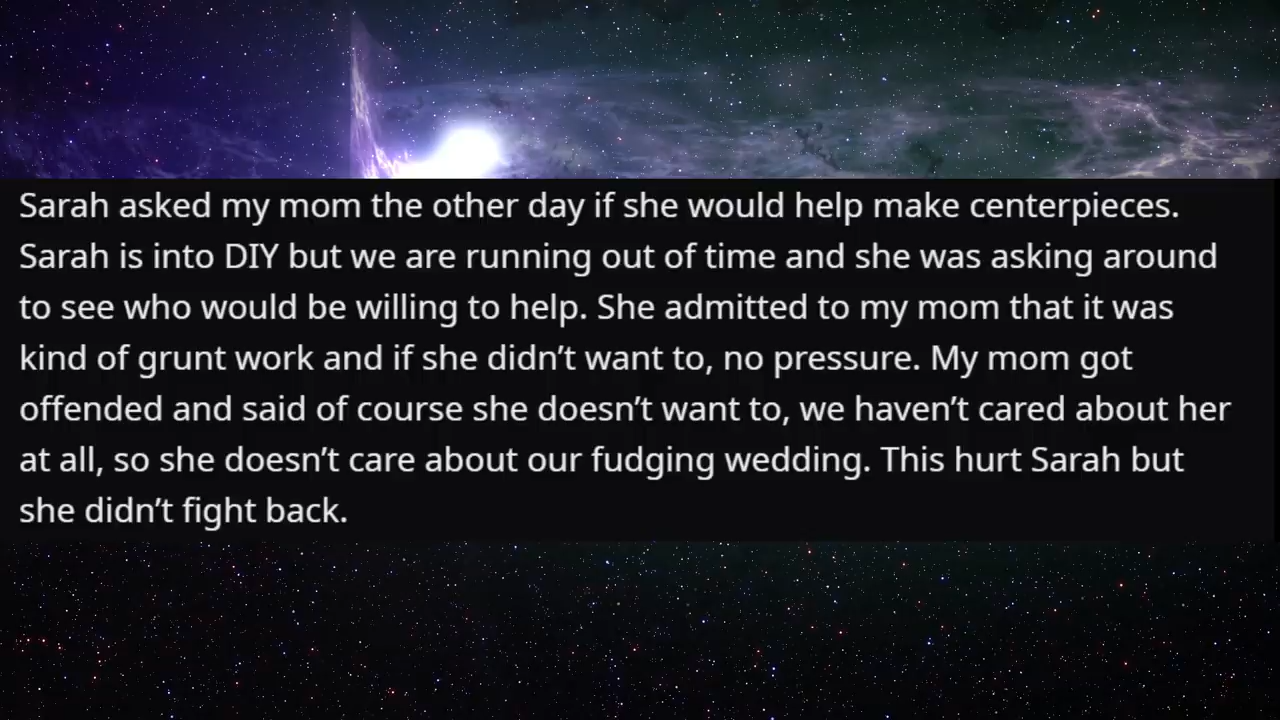 Sarah asked my mom the other day if she would help make centerpieces.
Sarah is into DIY but we are running out of time and she was asking around
to see who would be willing to help. She admitted to my mom that it was
kind of grunt work and if she didn’t want to, no pressure. My mom got
offended and said of course she doesn’t want to, we haven’t cared about her
at all, so she doesn’t care about our fudging wedding. This hurt Sarah but
she didn’t fight back.